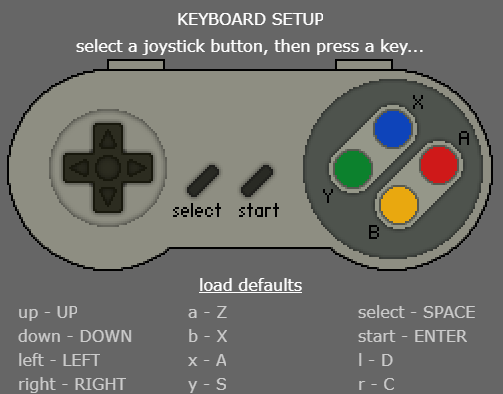 KEYBOARD SETUP
select a joystick button, then press a key...
X
A
Y
B
select start
load defaults
up - UP a - Z select - SPACE
down - DOWN b - X start - ENTER
left - LEFT x - A l - D
right - RIGHT y - S r - C